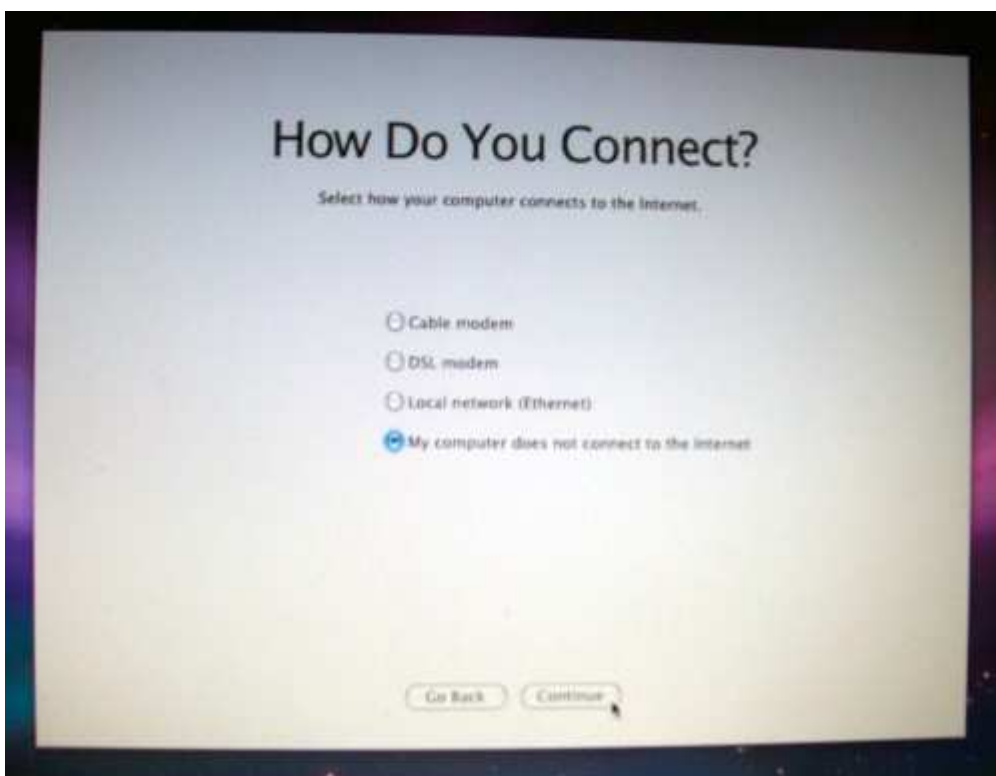 How Do You Connect?
Select how your computer connects to the Internet.
Cable modem
DSL modem
Local network (Ethernet)
My computer does not connect to the Internet
Go Back Continue